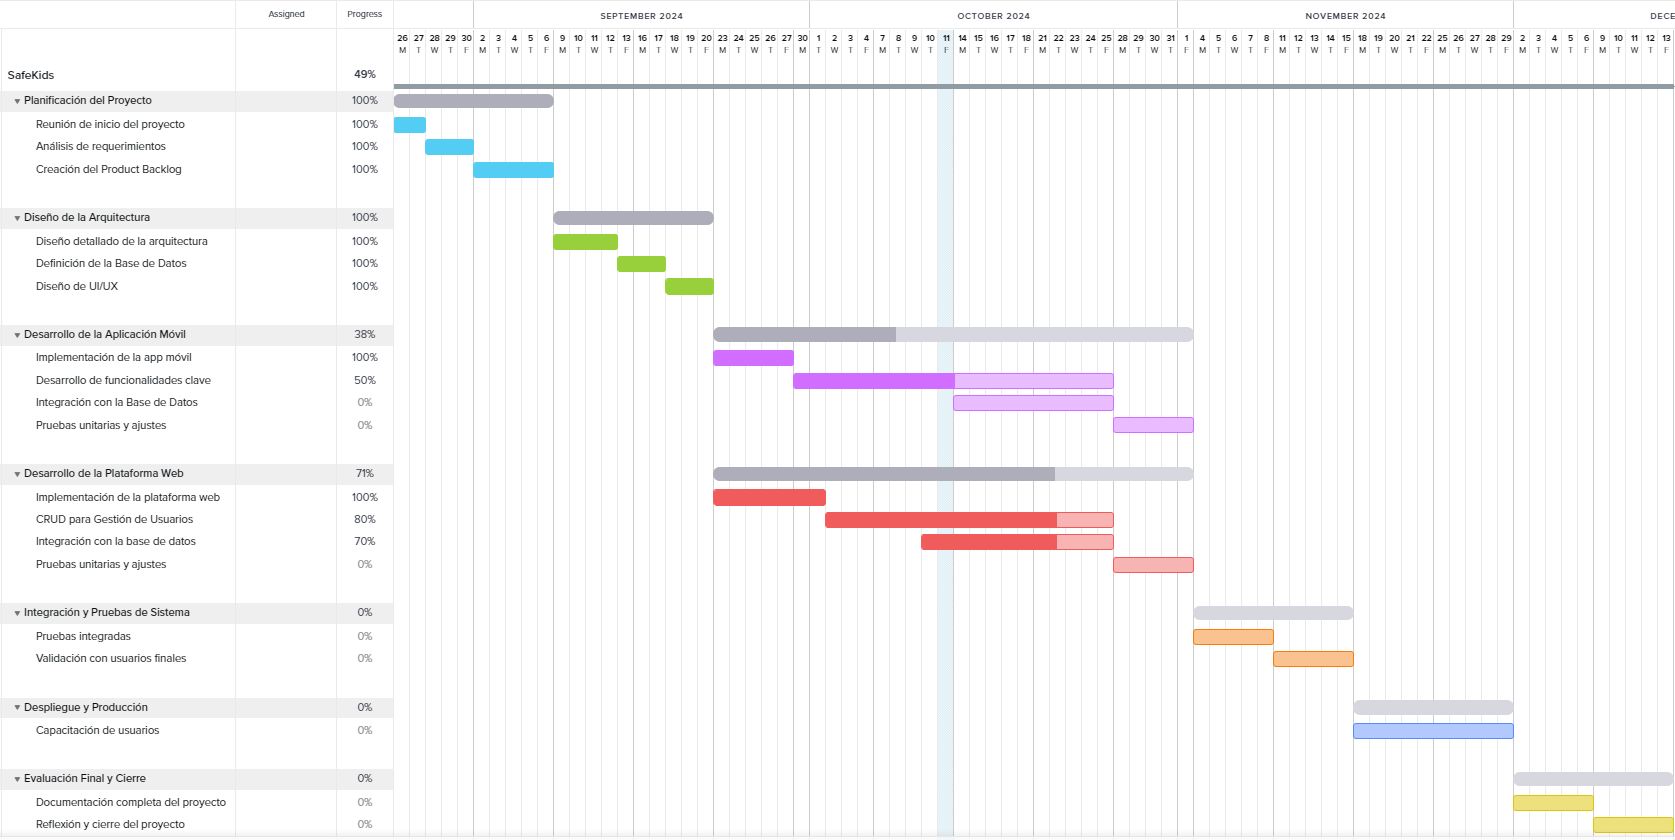 Assigned Progress SEPTEMBER 2024 OCTOBER 2024 NOVEMBER 2024 DECE
26 27 28 29 30 2 3 4 5 6 9 10 11 12 13 16 17 18 19 20 23 24 25 26 27 30 1 2 3 4 7 8 9 10 11 14 15 16 17 18 21 22 23 24 25 28 29 30 31 1 4 5 6 7 8 11 12 13 14 15 18 19 20 21 22 25 26 27 28 29 2 3 4 5 6 9 10 11 12 13
M T W T F M T W T F M T W T F M T W T F M T W T F M T W T F M T W T F M T W T F M T W T F M T W T F M T W T F M T W T F M T W T F M T W T F M T W T F M T W T F
SafeKids 49%
Planificación del Proyecto 100%
Reunión de inicio del proyecto 100%
Análisis de requerimientos 100%
Creación del Product Backlog 100%
Diseño de la Arquitectura 100%
Diseño detallado de la arquitectura 100%
Definición de la Base de Datos 100%
Diseño de UI/UX 100%
Desarrollo de la Aplicación Móvil 38%
Implementación de la app móvil 100%
Desarrollo de funcionalidades clave 50%
Integración con la Base de Datos 0%
Pruebas unitarias y ajustes 0%
Desarrollo de la Plataforma Web 71%
Implementación de la plataforma web 100%
CRUD para Gestión de Usuarios 80%
Integración con la base de datos 70%
Pruebas unitarias y ajustes 0%
Integración y Pruebas de Sistema 0%
Pruebas integradas 0%
Validación con usuarios finales 0%
Despliegue y Producción 0%
Capacitación de usuarios 0%
Evaluación Final y Cierre 0%
Documentación completa del proyecto 0%
Reflexión y cierre del proyecto 0%